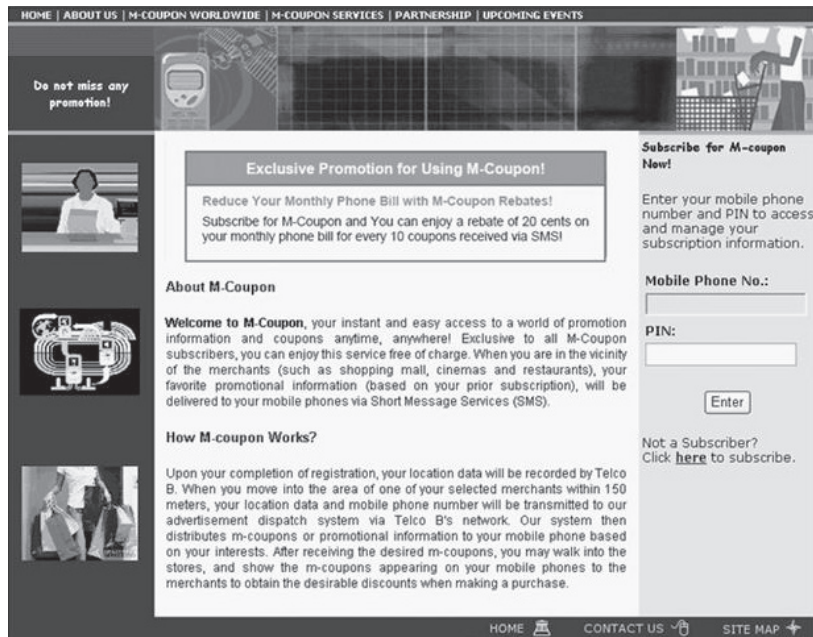 HOME | ABOUT US | M-COUPON WORLDWIDE | M-COUPON SERVICES | PARTNERSHIP | UPCOMING EVENTS
Do not miss any
promotion!
Exclusive Promotion for Using M-Coupon!
Reduce Your Monthly Phone Bill with M-Coupon Rebates!
Subscribe for M-Coupon and You can enjoy a rebate of 20 cents on
your monthly phone bill for every 10 coupons received via SMS!
About M-Coupon
Welcome to M-Coupon, your instant and easy access to a world of promotion
information and coupons anytime, anywhere! Exclusive to all M-Coupon
subscribers, you can enjoy this service free of charge. When you are in the vicinity
of the merchants (such as shopping mall, cinemas and restaurants), your
favorite promotional information (based on your prior subscription), will be
delivered to your mobile phones via Short Message Services (SMS).
How M-coupon Works?
Upon your completion of registration, your location data will be recorded by Telco
B. When you move into the area of one of your selected merchants within 150
meters, your location data and mobile phone number will be transmitted to our
advertisement dispatch system via Telco B's network. Our system then
distributes m-coupons or promotional information to your mobile phone based
on your interests. After receiving the desired m-coupons, you may walk into the
stores, and show the m-coupons appearing on your mobile phones to the
merchants to obtain the desirable discounts when making a purchase.
Subscribe for M-coupon
Now!
Enter your mobile phone
number and PIN to access
and manage your
subscription information.
Mobile Phone No.:
PIN:
Enter
Not a Subscriber?
Click here to subscribe.
HOME CONTACT US SITE MAP